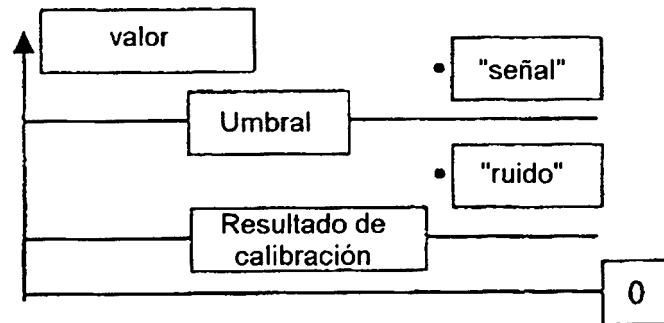 valor
"señal"
Umbral
"ruido"
Resultado de
calibración
0